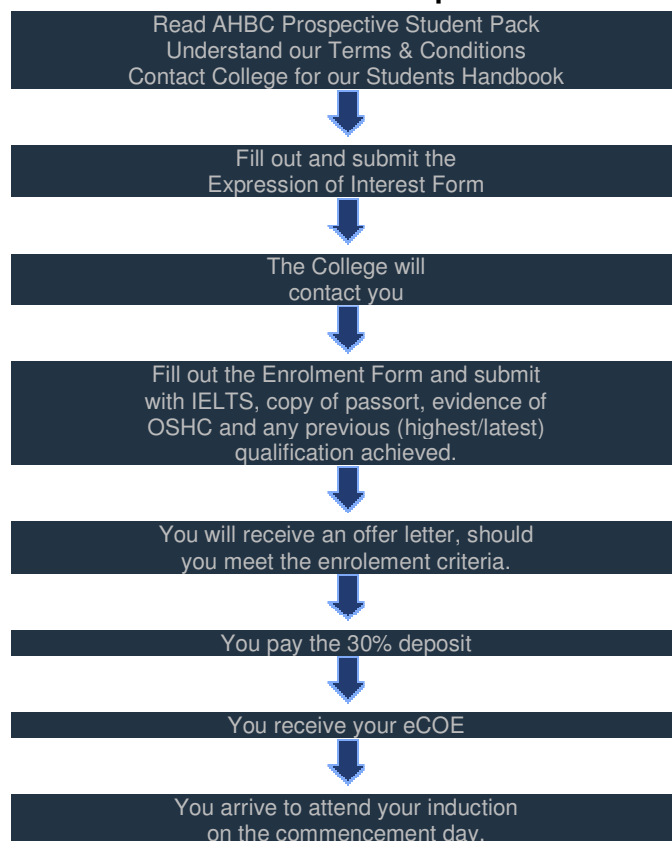 Read AHBC Prospective Student Pack
Understand our Terms & Conditions
Contact College for our Students Handbook
Fill out and submit the
Expression of Interest Form
The College will
contact you
Fill out the Enrolment Form and submit
with IELTS, copy of passort, evidence of
OSHC and any previous (highest/latest)
qualification achieved.
You will receive an offer letter, should
you meet the enrolement criteria.
You pay the 30% deposit
You receive your eCOE
You arrive to attend your induction
on the commencement day.